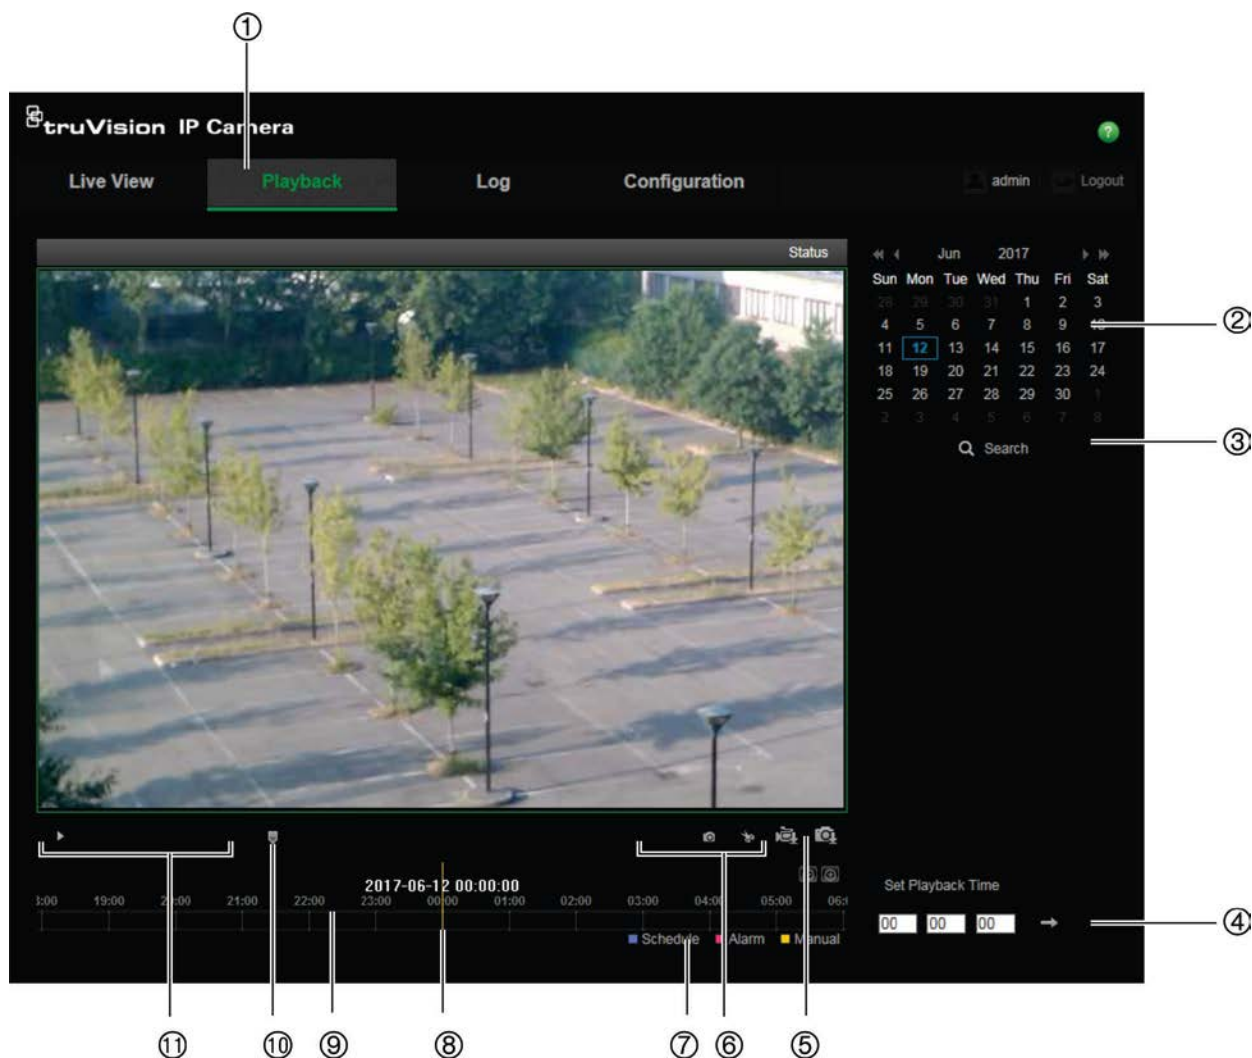 ①
truVision IP Camera
?
Live View Playback Log Configuration admin Logout
Status
Jun 2017
Sun Mon Tue Wed Thu Fri Sat
28 29 30 31 1 2 3
4 5 6 7 8 9 10
②
11 12 13 14 15 16 17
18 19 20 21 22 23 24
25 26 27 28 29 30 1
2 3 4 5 6 7 8
③
Search
2017-06-12 00:00:00
Set Playback Time
19:00 20:00 21:00 22:00 23:00 00:00 01:00 02:00 03:00 04:00 05:00
00 00 00
④
Schedule Alarm Manual
⑪ ⑩ ⑨ ⑧ ⑦ ⑥ ⑤